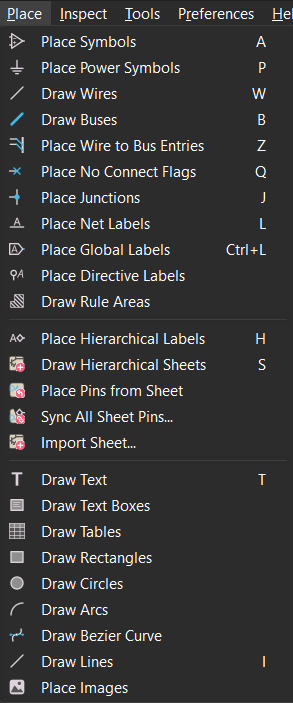 Place Inspect Tools Preferences Hel
Place Symbols A
Place Power Symbols P
Draw Wires W
Draw Buses B
Place Wire to Bus Entries Z
Place No Connect Flags Q
Place Junctions J
Place Net Labels L
Place Global Labels Ctrl+L
Place Directive Labels
Draw Rule Areas
Place Hierarchical Labels H
Draw Hierarchical Sheets S
Place Pins from Sheet
Sync All Sheet Pins...
Import Sheet...
Draw Text T
Draw Text Boxes
Draw Tables
Draw Rectangles
Draw Circles
Draw Arcs
Draw Bezier Curve
Draw Lines I
Place Images